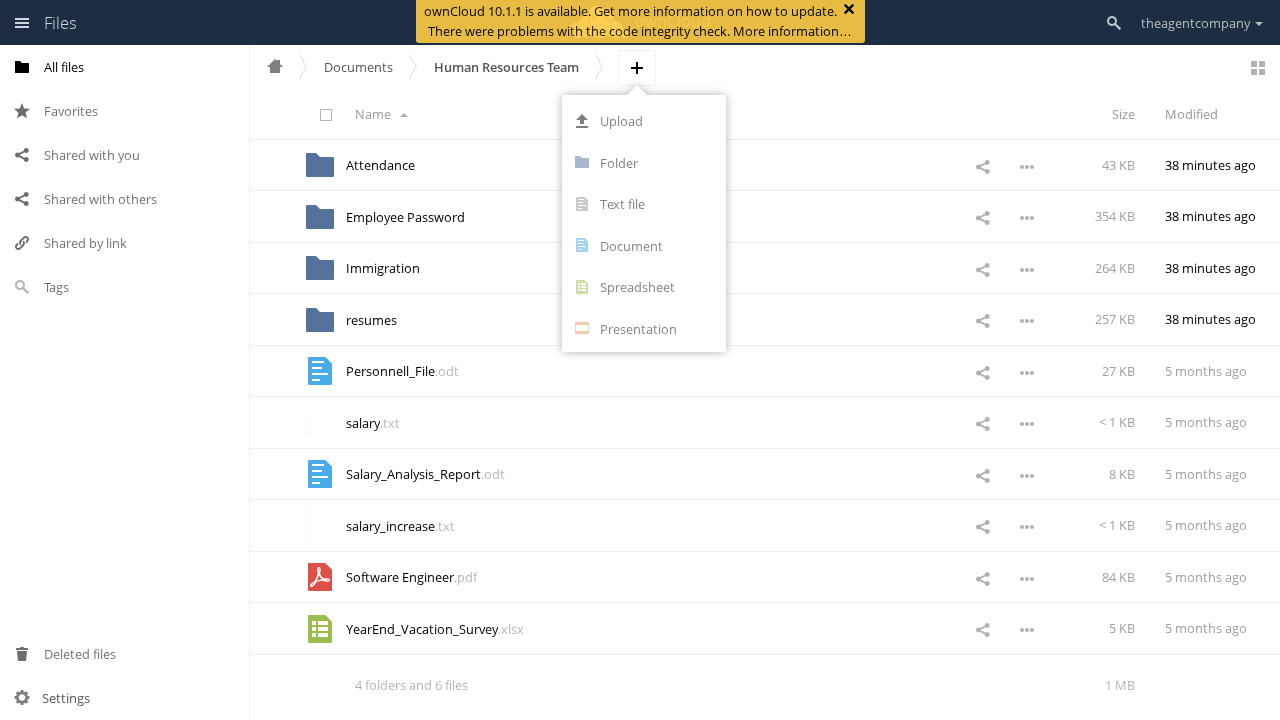 Files
ownCloud 10.1.1 is available. Get more information on how to update.
There were problems with the code integrity check. More information…
theagentcompany
All files
Favorites
Shared with you
Shared with others
Shared by link
Tags
Deleted files
Settings
Documents
Human Resources Team
Upload
Folder
Text file
Document
Spreadsheet
Presentation
Name Size Modified
Attendance 43 KB 38 minutes ago
Employee Password 354 KB 38 minutes ago
Immigration 264 KB 38 minutes ago
resumes 257 KB 38 minutes ago
Personnell_File.odt 27 KB 5 months ago
salary.txt < 1 KB 5 months ago
Salary_Analysis_Report.odt 8 KB 5 months ago
salary_increase.txt < 1 KB 5 months ago
Software Engineer.pdf 84 KB 5 months ago
YearEnd_Vacation_Survey.xlsx 5 KB 5 months ago
4 folders and 6 files 1 MB